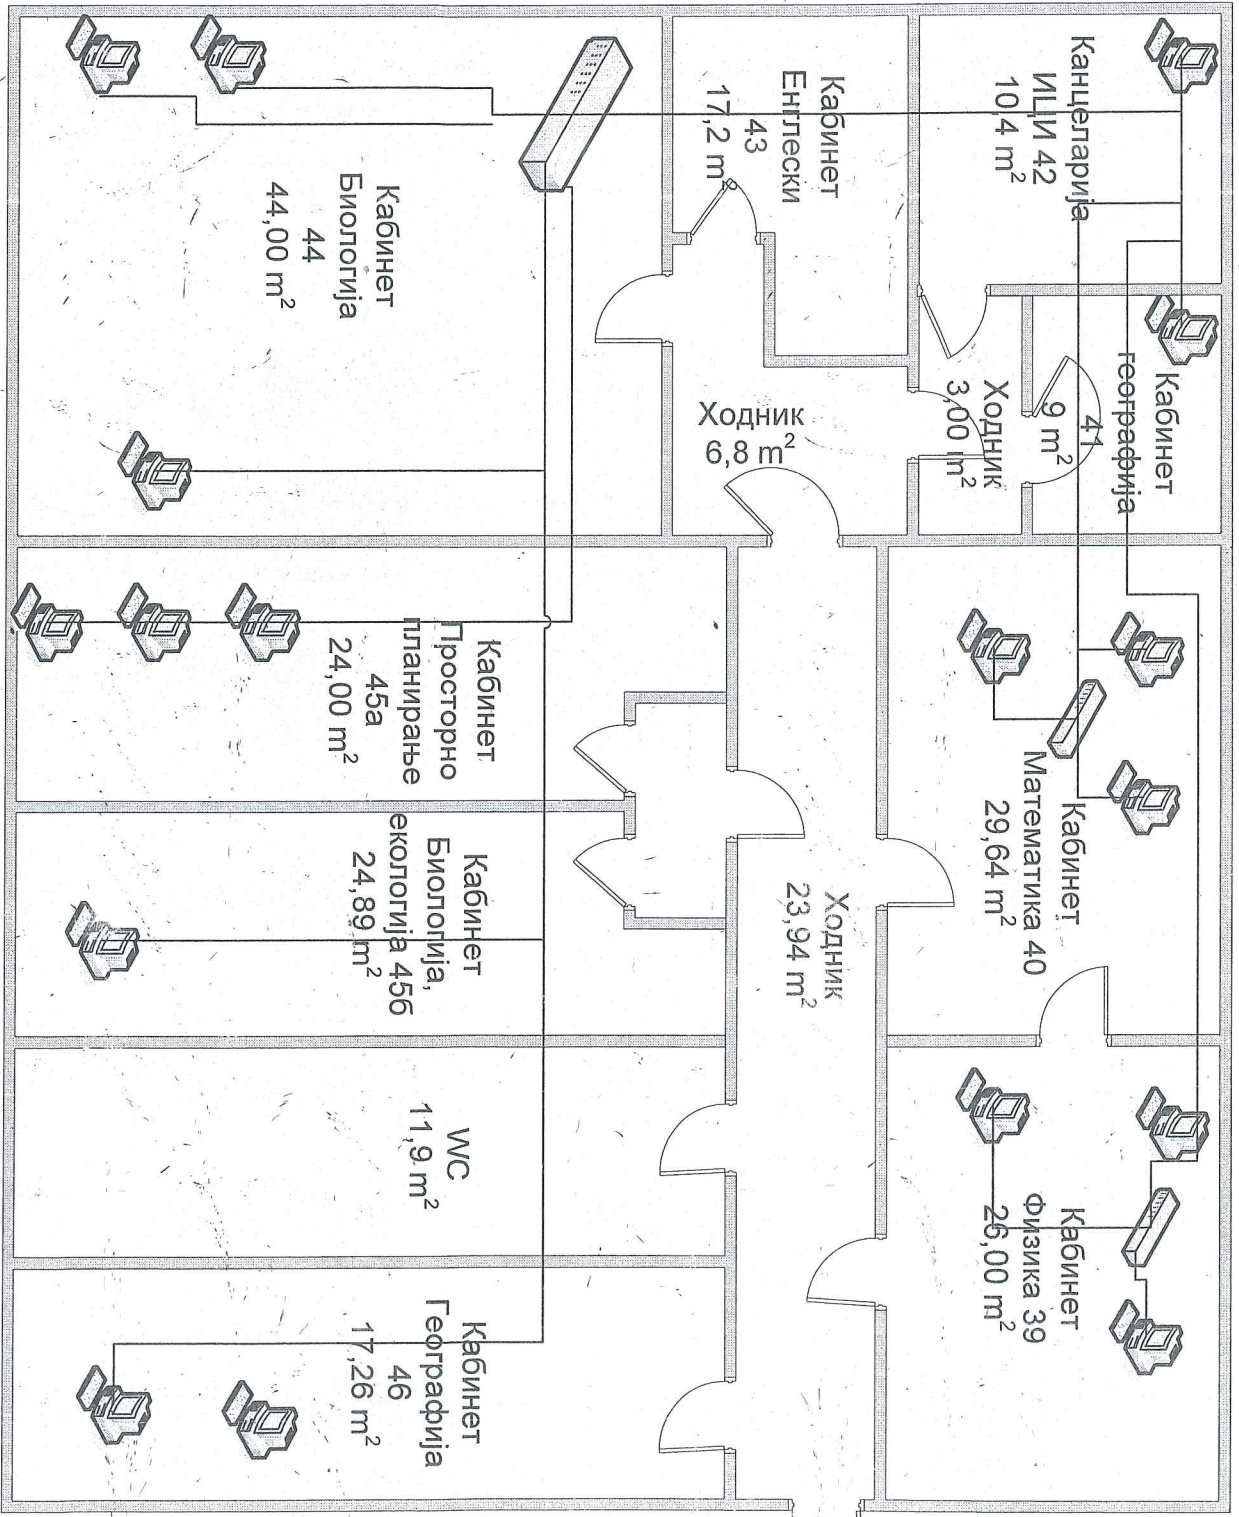 Канцеларија
ИЦИ 42
10,4 m²
Кабинет
географија
41
9 m²
Ходник
3,00 m²
Кабинет
Енглески
43
17,2 m²
Ходник
6,8 m²
Кабинет
Биологија
44
44,00 m²
Кабинет
Математика 40
29,64 m²
Кабинет
Физика 39
26,00 m²
Ходник
23,94 m²
Кабинет
Просторно
планирање
45а
24,00 m²
Кабинет
Биологија,
екологија 45б
24,89 m²
WC
11,9 m²
Кабинет
Географија
46
17,26 m²